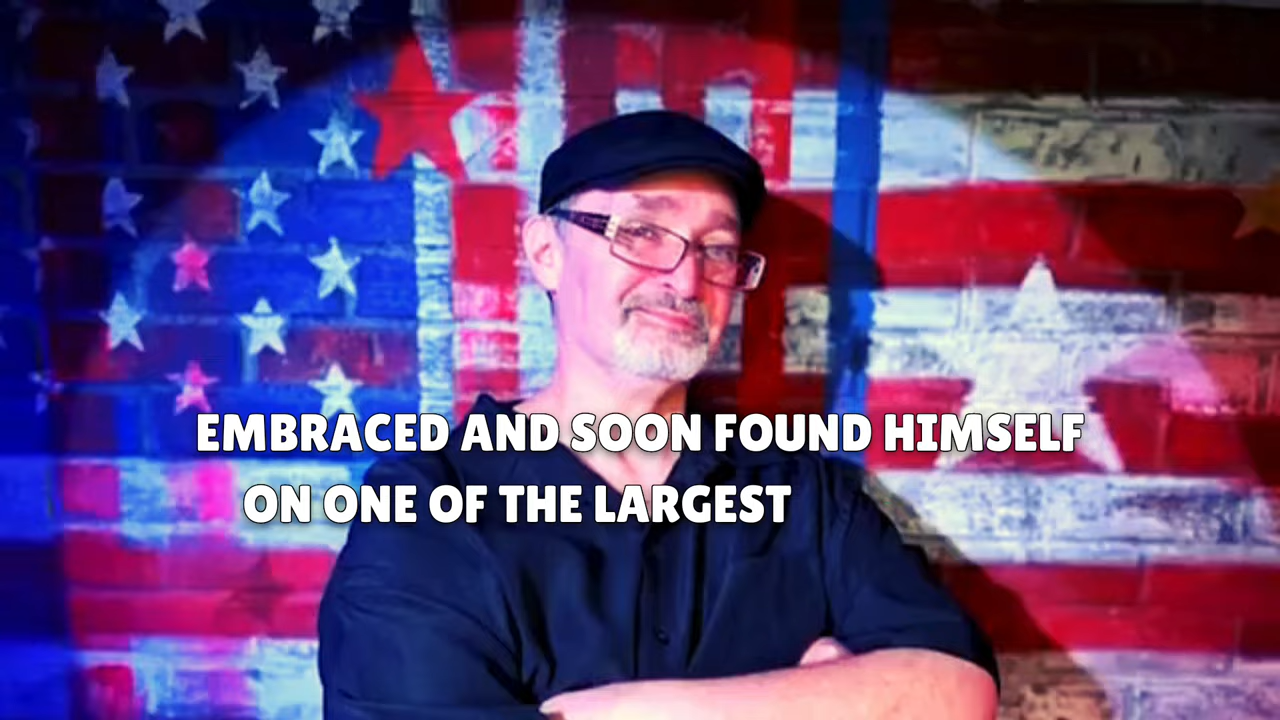 EMBRACED AND SOON FOUND HIMSELF
ON ONE OF THE LARGEST